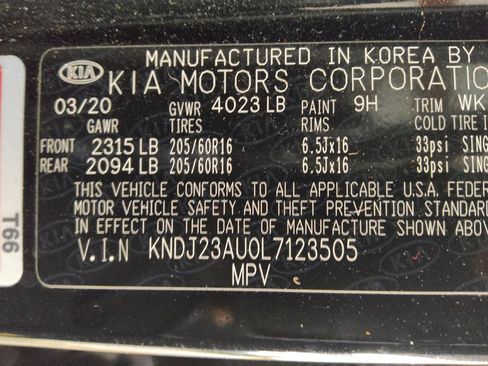 MANUFACTURED IN KOREA BY
KIA KIA MOTORS CORPORATION
03/20 GVWR 4023 LB PAINT 9H TRIM WK
GAWR TIRES RIMS COLD TIRE
FRONT 2315 LB 205/60R16 6.5Jx16 33psi SING
REAR 2094 LB 205/60R16 6.5Jx16 33psi SING
THIS VEHICLE CONFORMS TO ALL APPLICABLE U.S.A. FEDER
MOTOR VEHICLE SAFETY AND THEFT PREVENTION STANDARD
IN EFFECT ON THE DATE OF MANUFACTURE SHOWN ABOV
V.I.N KNDJ23AU0L7123505
MPV
T66